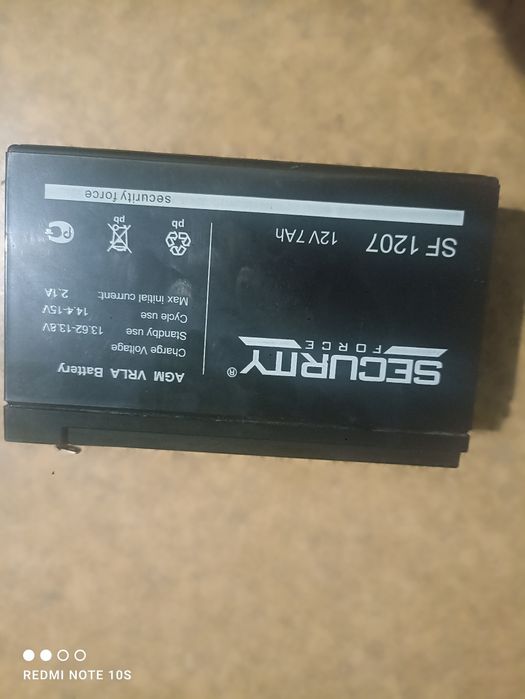 SECURITY®
FORCE
AGM VRLA Battery
Charge Voltage
Standby use 13.62-13.8V
Cycle use 14.4-15V
Max initial current: 2.1A
SF 1207 12V7Ah
Pb
Pb
security force
REDMI NOTE 10S